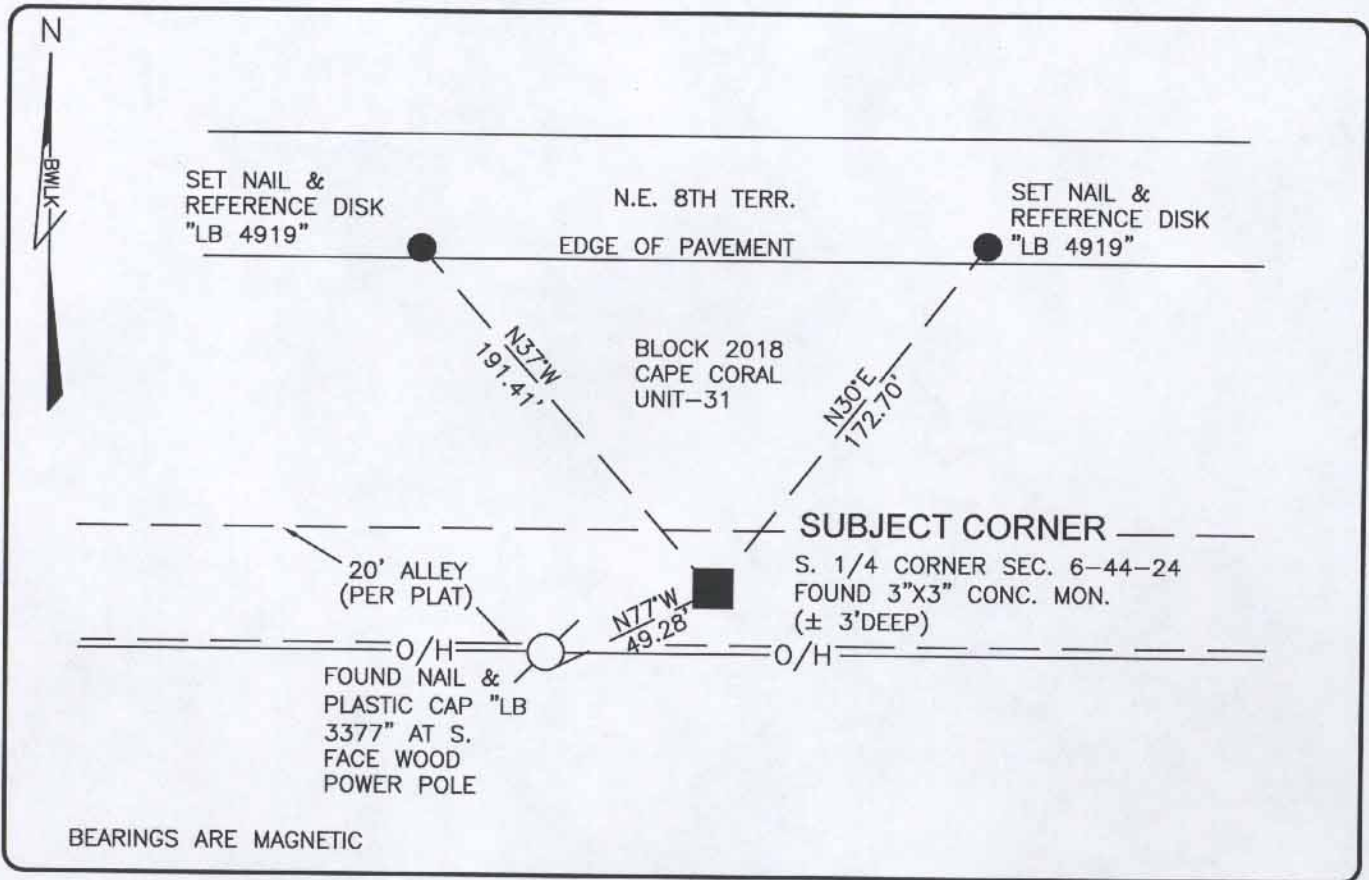 N
BWLK
SET NAIL &
REFERENCE DISK
"LB 4919"
N.E. 8TH TERR.
EDGE OF PAVEMENT
SET NAIL &
REFERENCE DISK
"LB 4919"
N37°W
191.41'
BLOCK 2018
CAPE CORAL
UNIT-31
N30°E
172.70'
20' ALLEY
(PER PLAT)
SUBJECT CORNER
S. 1/4 CORNER SEC. 6-44-24
FOUND 3"X3" CONC. MON.
(± 3'DEEP)
N77°W
49.28'
O/H
O/H
FOUND NAIL &
PLASTIC CAP "LB
3377" AT S.
FACE WOOD
POWER POLE
BEARINGS ARE MAGNETIC